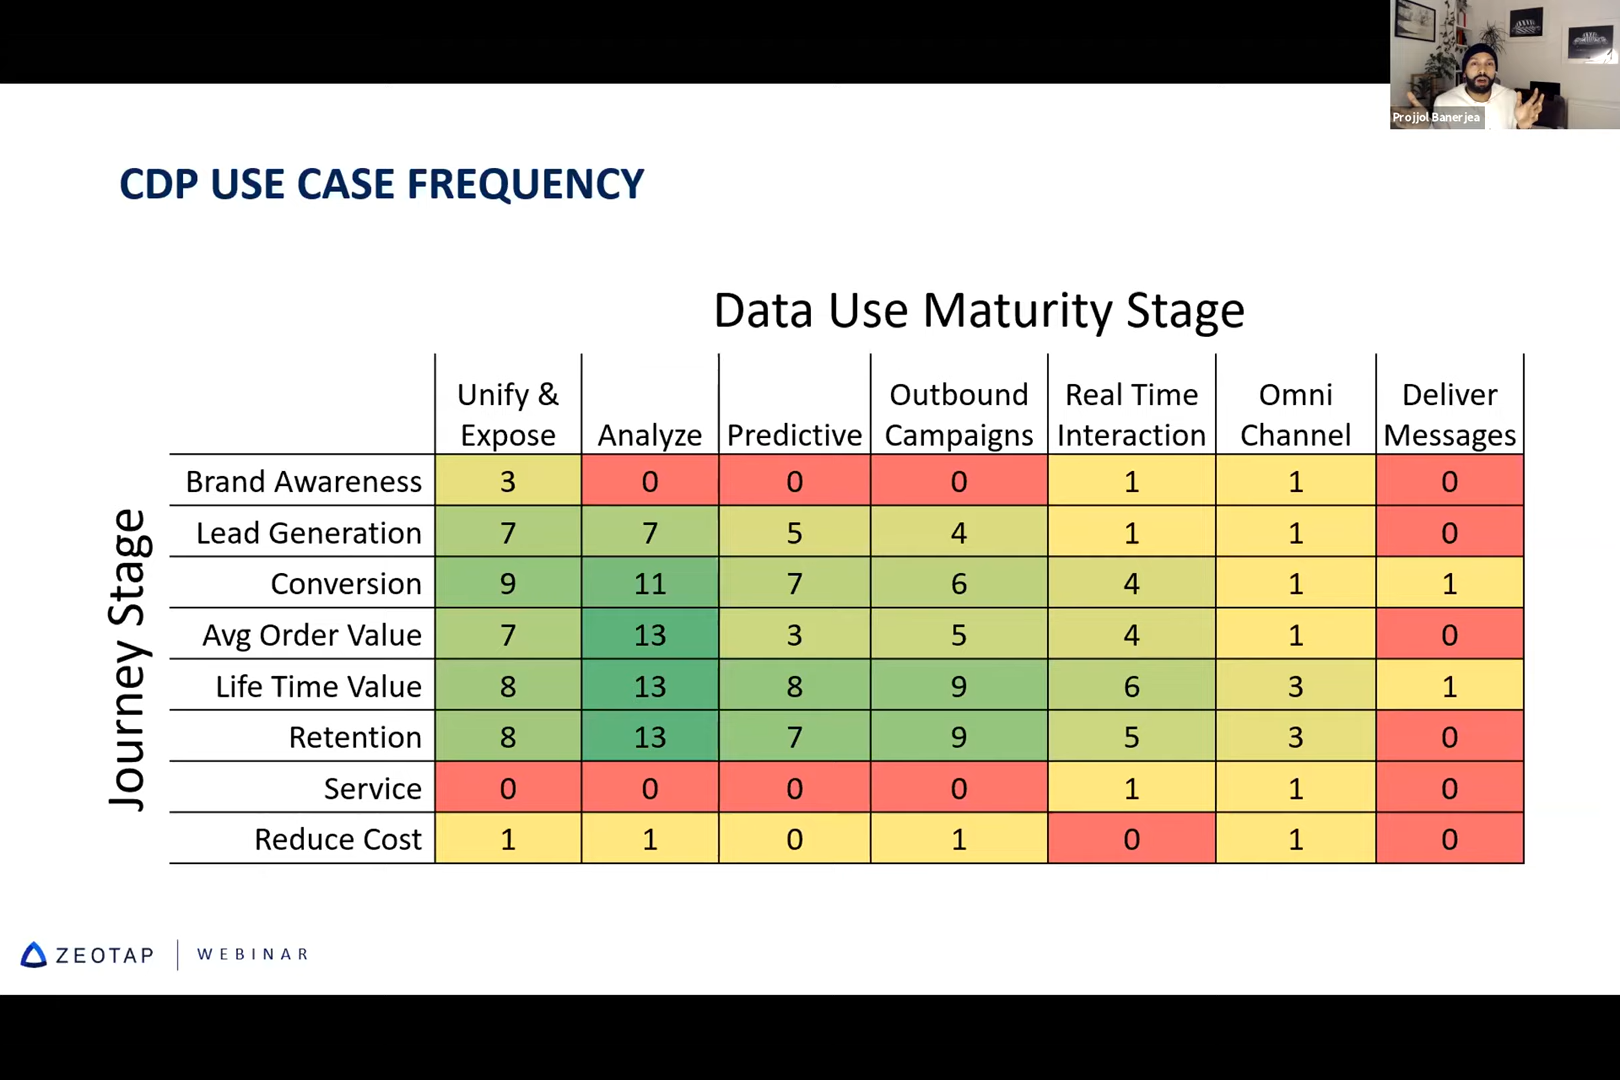 Projjol Banerjea
CDP USE CASE FREQUENCY
Data Use Maturity Stage
Unify & Expose Analyze Predictive Outbound Campaigns Real Time Interaction Omni Channel Deliver Messages
Journey Stage
Brand Awareness 3 0 0 0 1 1 0
Lead Generation 7 7 5 4 1 1 0
Conversion 9 11 7 6 4 1 1
Avg Order Value 7 13 3 5 4 1 0
Life Time Value 8 13 8 9 6 3 1
Retention 8 13 7 9 5 3 0
Service 0 0 0 0 1 1 0
Reduce Cost 1 1 0 1 0 1 0
ZEOTAP WEBINAR